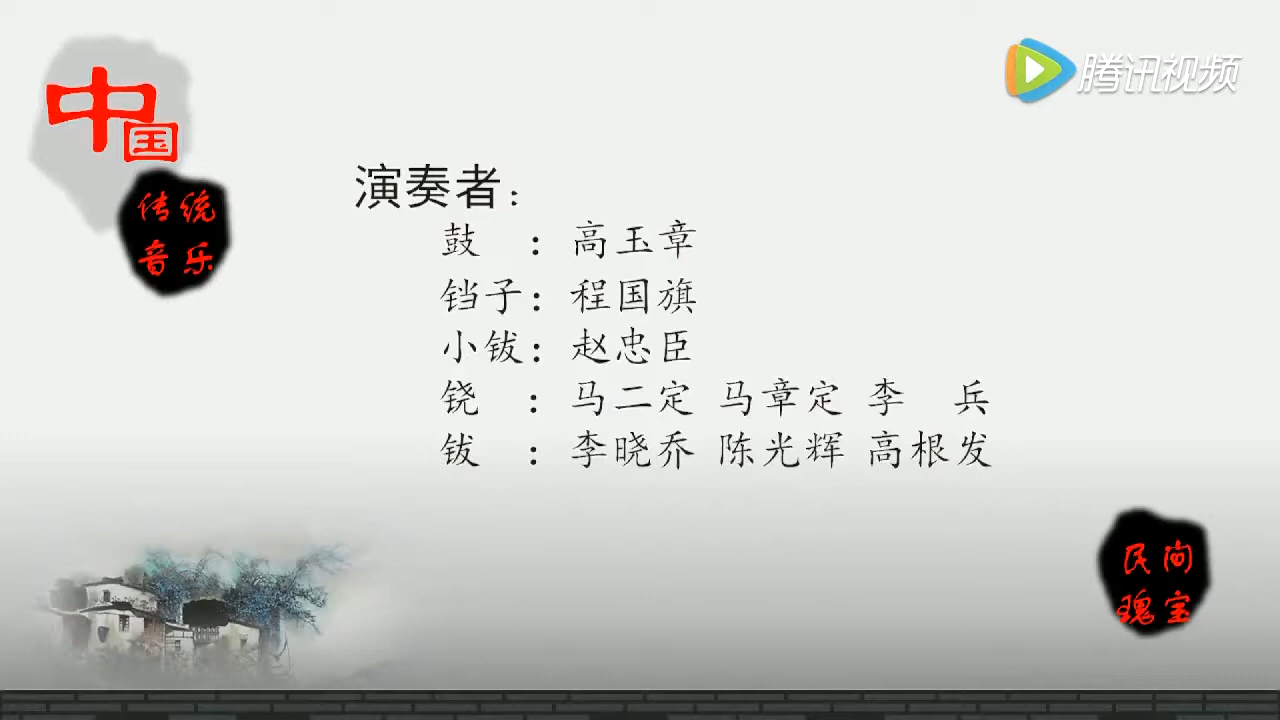 中国
传统
音乐
腾讯视频
演奏者：
鼓　：高玉章
铛子：程国旗
小钹：赵忠臣
铙　：马二定 马章定 李　兵
钹　：李晓乔 陈光辉 高根发
民间
瑰宝